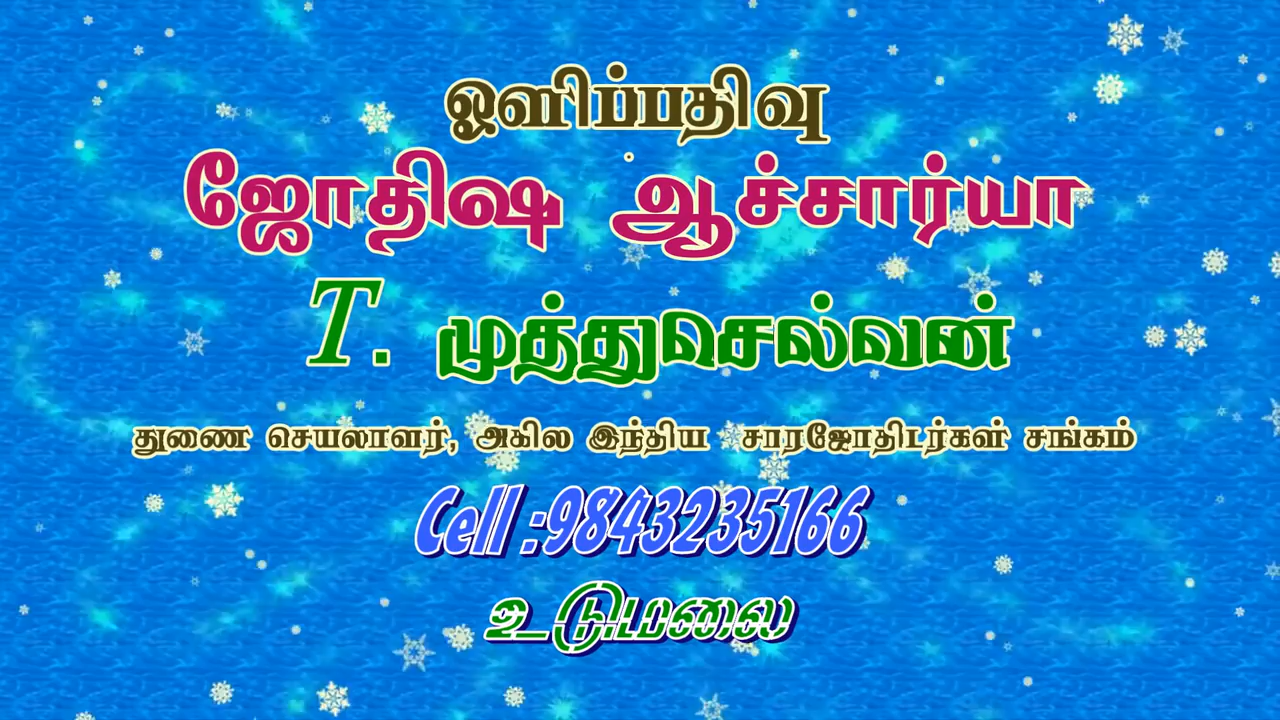 ஒளிப்பதிவு
ஜோதிஷ ஆச்சார்யா
T. முத்துசெல்வன்
துணை செயலாளர், அகில இந்திய சாரஜோதிடர்கள் சங்கம்
Cell :9843235166
உடுமலை